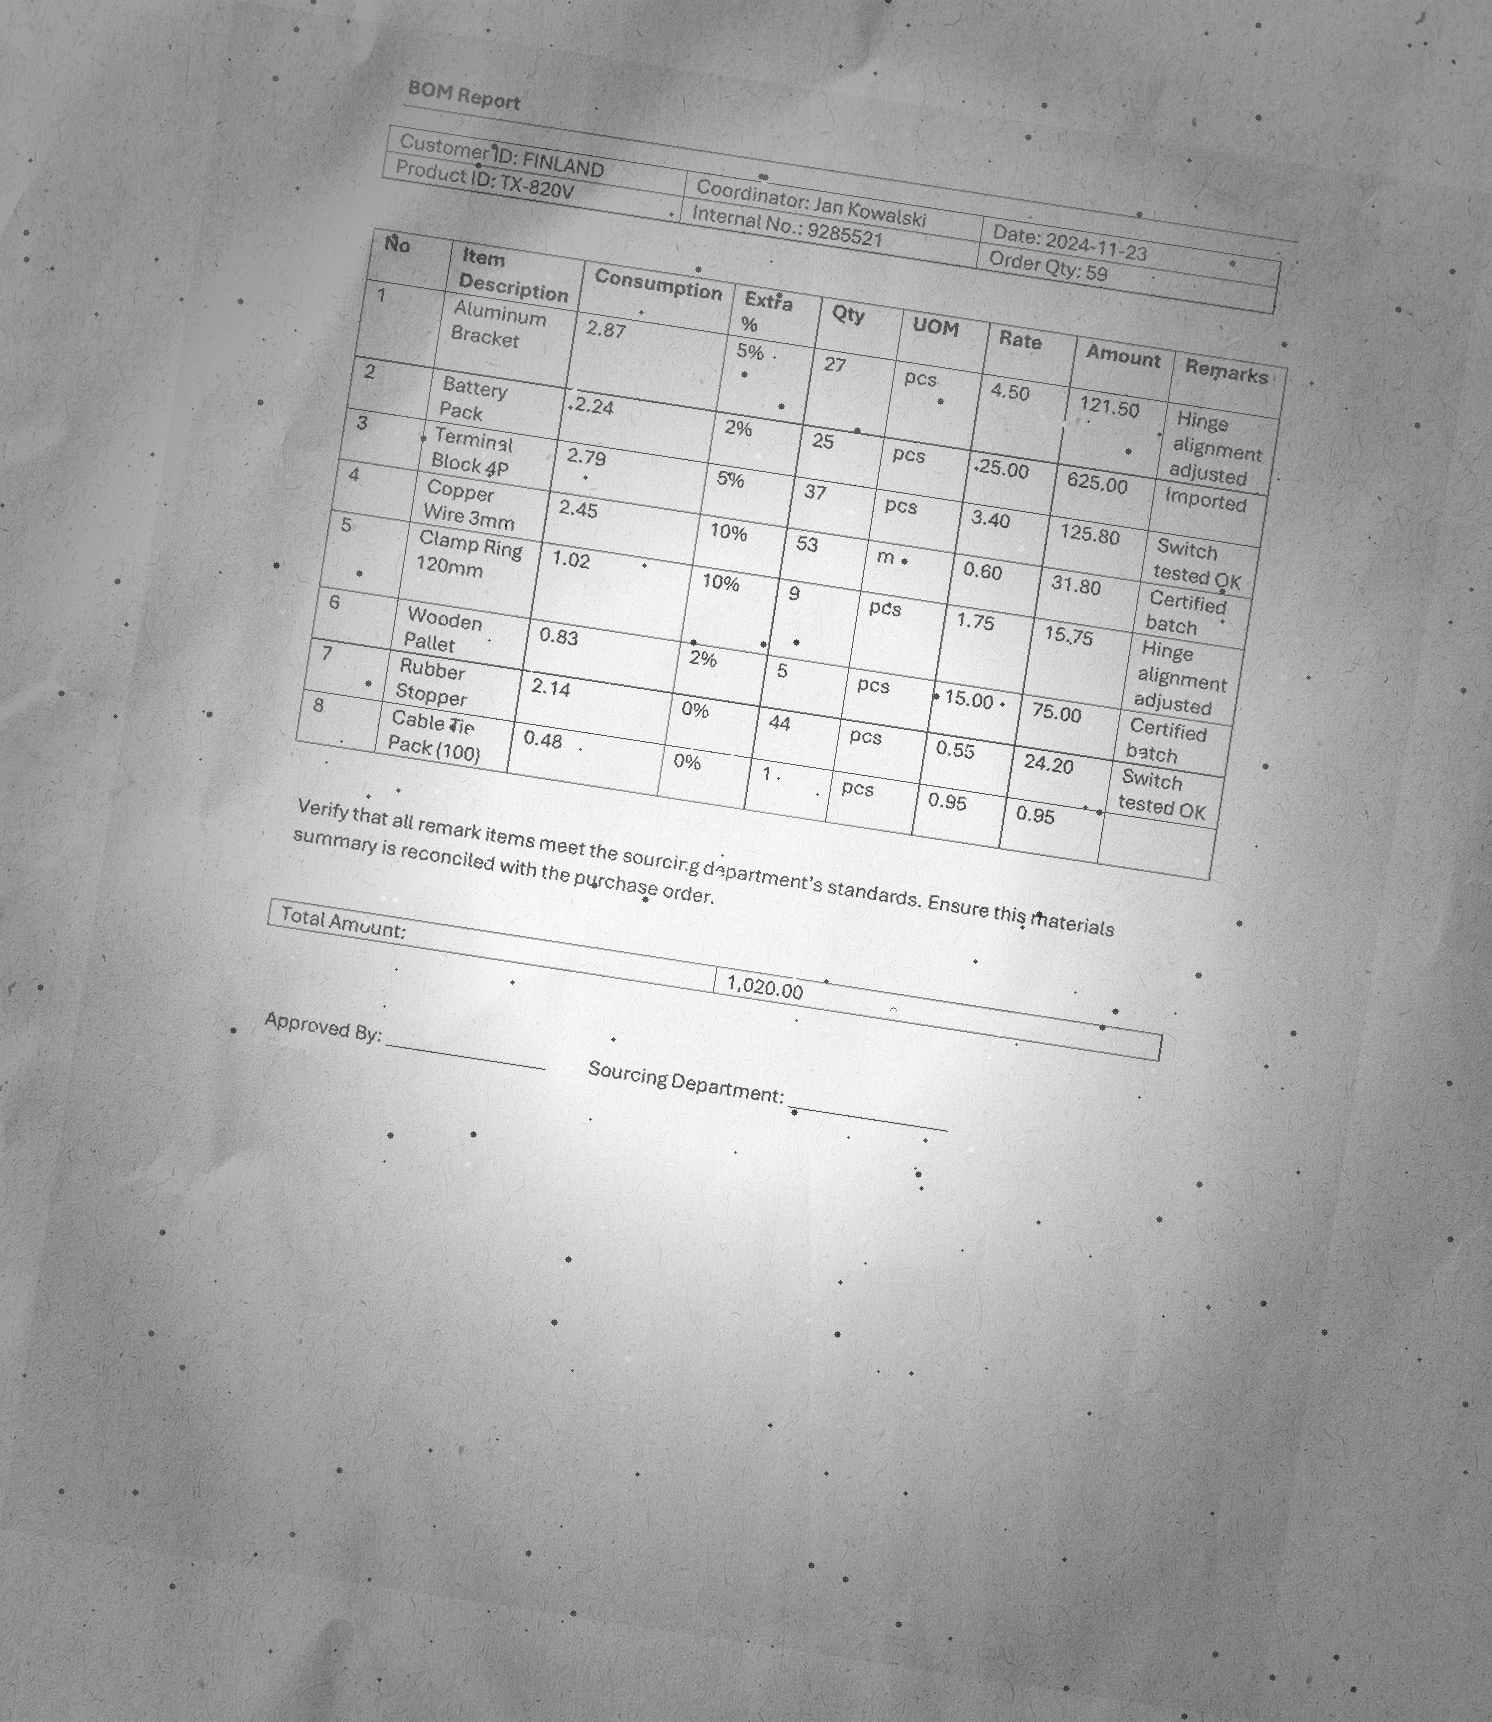 BOM Report
Customer ID: FINLAND Coordinator: Jan Kowalski Date: 2024-11-23
Product ID: TX-820V Internal No.: 9285521 Order Qty: 59
No Item Description Consumption Extra % Qty UOM Rate Amount Remarks
1 Aluminum Bracket 2.87 5% 27 pcs 4.50 121.50 Hinge alignment adjusted
2 Battery Pack 2.24 2% 25 pcs 25.00 625.00 Imported
3 Terminal Block 4P 2.79 5% 37 pcs 3.40 125.80 Switch tested OK
4 Copper Wire 3mm 2.45 10% 53 m 0.60 31.80 Certified batch
5 Clamp Ring 120mm 1.02 10% 9 pcs 1.75 15.75 Hinge alignment adjusted
6 Wooden Pallet 0.83 2% 5 pcs 15.00 75.00 Certified batch
7 Rubber Stopper 2.14 0% 44 pcs 0.55 24.20 Switch tested OK
8 Cable Tie Pack (100) 0.48 0% 1 pcs 0.95 0.95
Verify that all remark items meet the sourcing department's standards. Ensure this materials
summary is reconciled with the purchase order.
Total Amount: 1,020.00
Approved By: Sourcing Department: